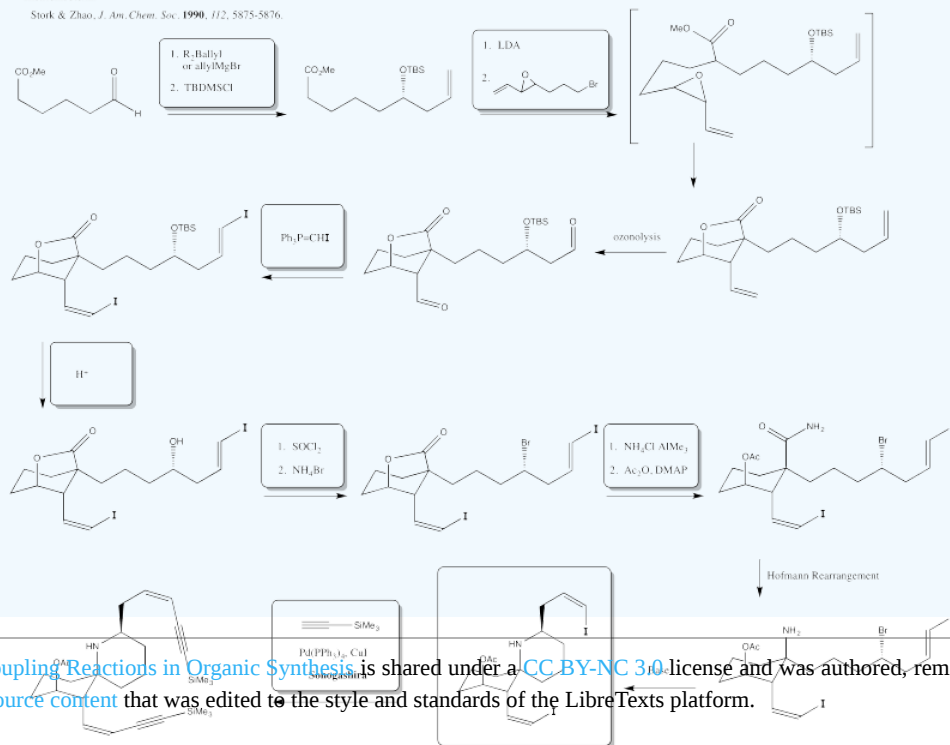 Stork & Zhao, J. Am. Chem. Soc. 1990, 112, 5875-5876.
1. R₂Ballyl
or allylMgBr
2. TBDMSCl
CO₂Me
O
H
CO₂Me
OTBS
1. LDA
2.
O
Br
MeO
O
OTBS
O
O
O
OTBS
I
I
Ph₃P=CHI
O
O
OTBS
O
O
ozonolysis
O
O
OTBS
H⁺
O
O
OH
I
I
1. SOCl₂
2. NH₄Br
O
O
Br
I
I
1. NH₄Cl AlMe₃
2. Ac₂O, DMAP
O
NH₂
OAc
Br
I
Hofmann Rearrangement
HN
OAc
SiMe₃
SiMe₃
SiMe₃
Pd(PPh₃)₄, CuI
Sonogashira
HN
I
I
NH₂
OAc
Br
I
oupling Reactions in Organic Synthesis is shared under a CC BY-NC 3.0 license and was authored, rem
ource content that was edited to the style and standards of the LibreTexts platform.